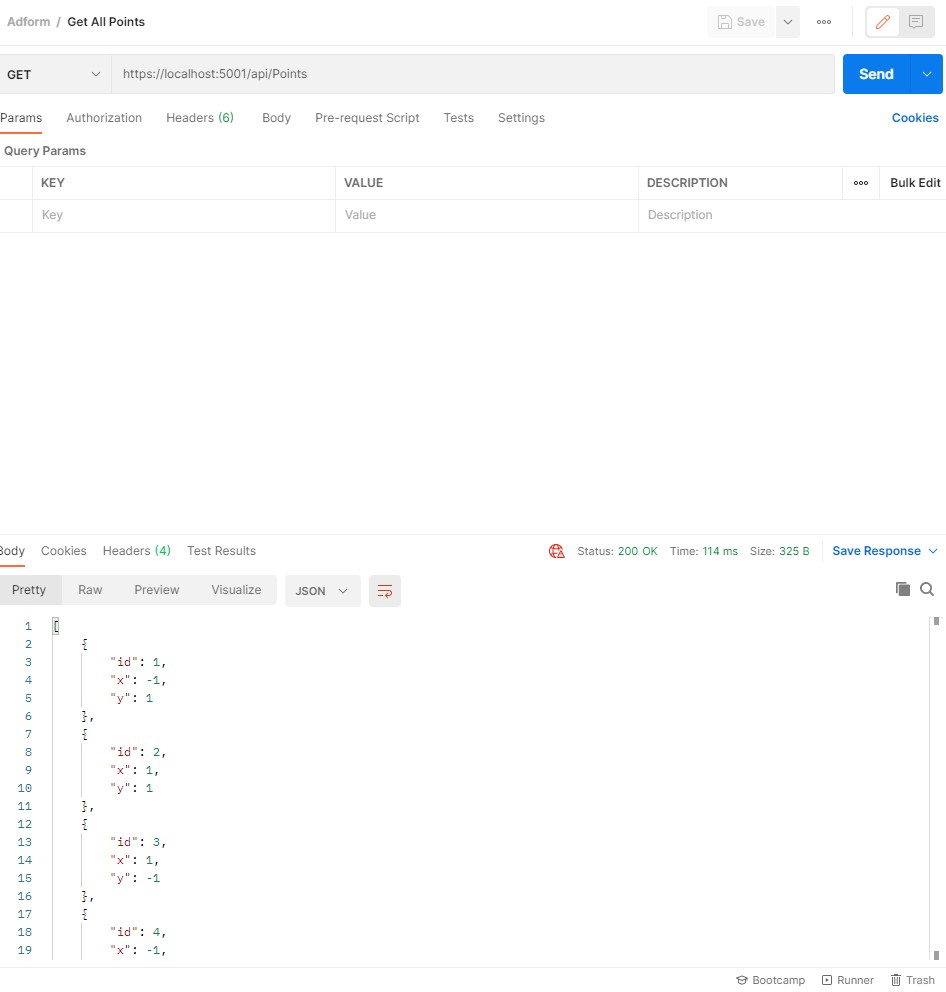 Adform / Get All Points
Save
GET https://localhost:5001/api/Points Send
Params Authorization Headers (6) Body Pre-request Script Tests Settings Cookies
Query Params
KEY VALUE DESCRIPTION Bulk Edit
Key Value Description
Body Cookies Headers (4) Test Results Status: 200 OK Time: 114 ms Size: 325 B Save Response
Pretty Raw Preview Visualize JSON
1 [
2 {
3 "id": 1,
4 "x": -1,
5 "y": 1
6 },
7 {
8 "id": 2,
9 "x": 1,
10 "y": 1
11 },
12 {
13 "id": 3,
14 "x": 1,
15 "y": -1
16 },
17 {
18 "id": 4,
19 "x": -1,
Bootcamp Runner Trash